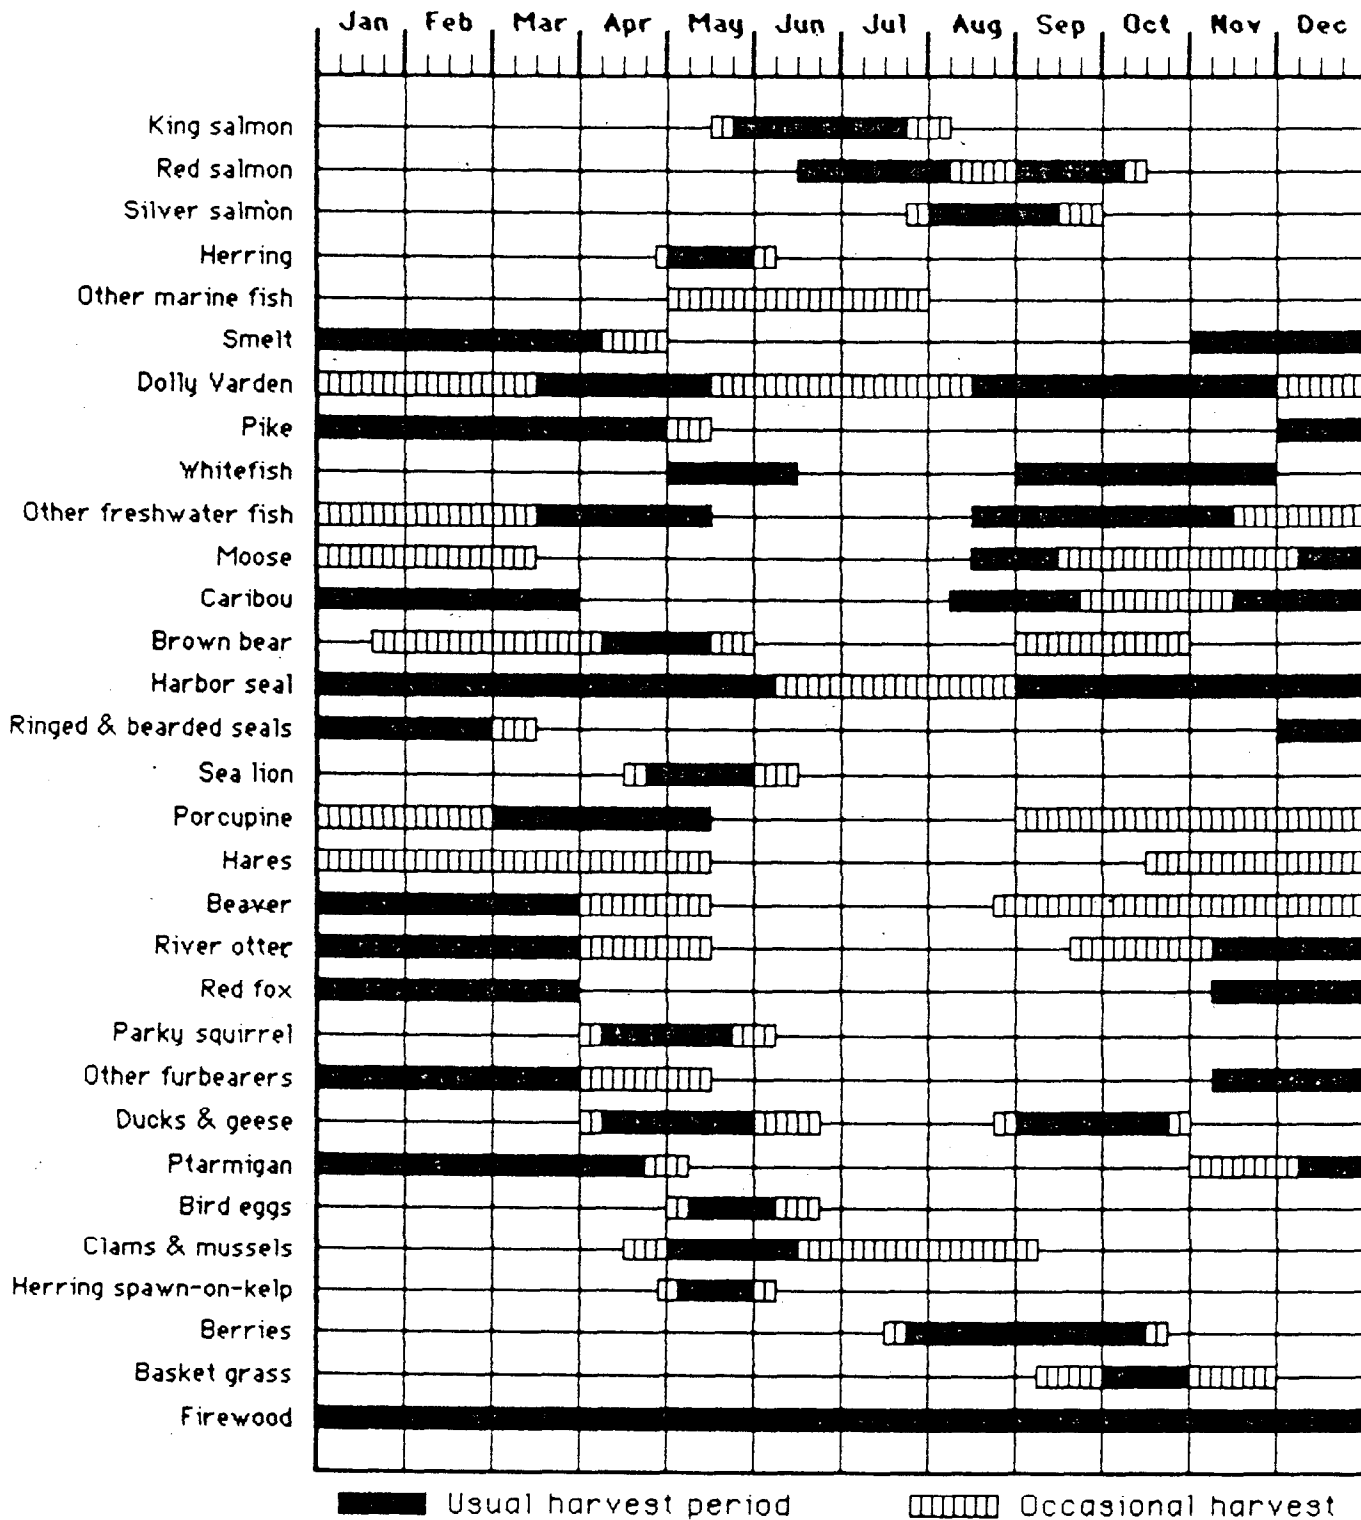 Jan Feb Mar Apr May Jun Jul Aug Sep Oct Nov Dec
King salmon
Red salmon
Silver salmon
Herring
Other marine fish
Smelt
Dolly Varden
Pike
Whitefish
Other freshwater fish
Moose
Caribou
Brown bear
Harbor seal
Ringed & bearded seals
Sea lion
Porcupine
Hares
Beaver
River otter
Red fox
Parky squirrel
Other furbearers
Ducks & geese
Ptarmigan
Bird eggs
Clams & mussels
Herring spawn-on-kelp
Berries
Basket grass
Firewood
Usual harvest period Occasional harvest